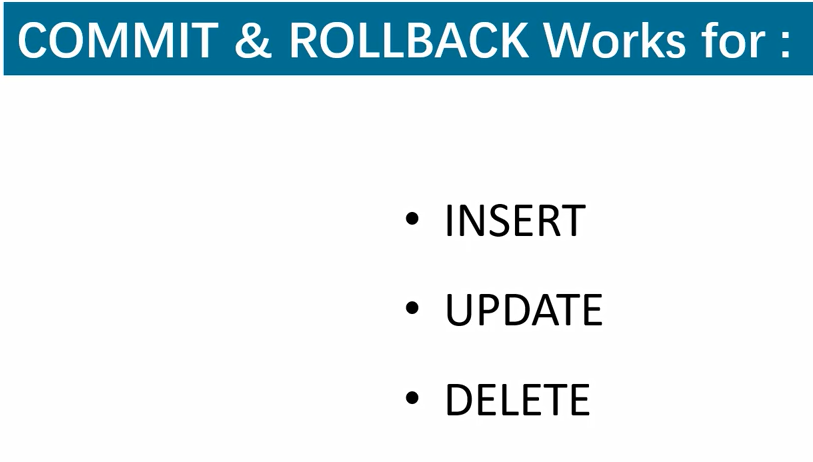 COMMIT & ROLLBACK Works for :
• INSERT
• UPDATE
• DELETE